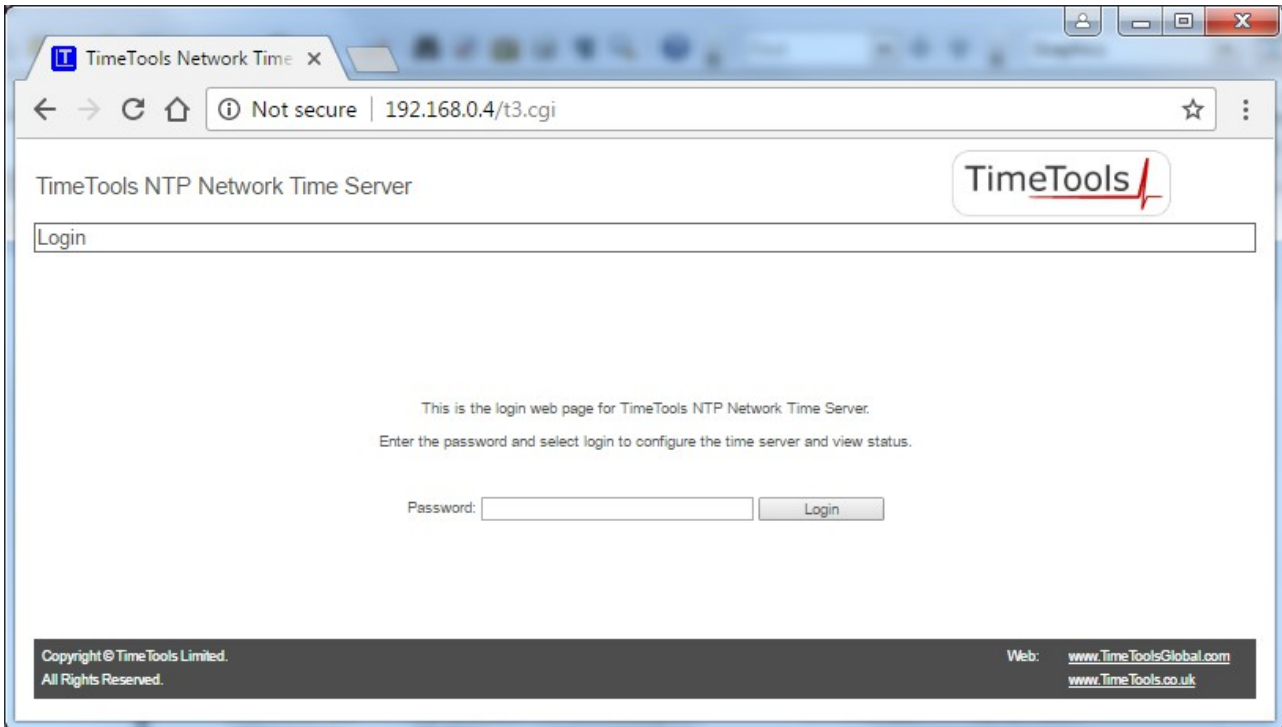 TimeTools Network Time
Not secure | 192.168.0.4/t3.cgi
TimeTools NTP Network Time Server
TimeTools
Login
This is the login web page for TimeTools NTP Network Time Server.
Enter the password and select login to configure the time server and view status.
Password: Login
Copyright © TimeTools Limited. Web: www.TimeToolsGlobal.com
All Rights Reserved. www.TimeTools.co.uk